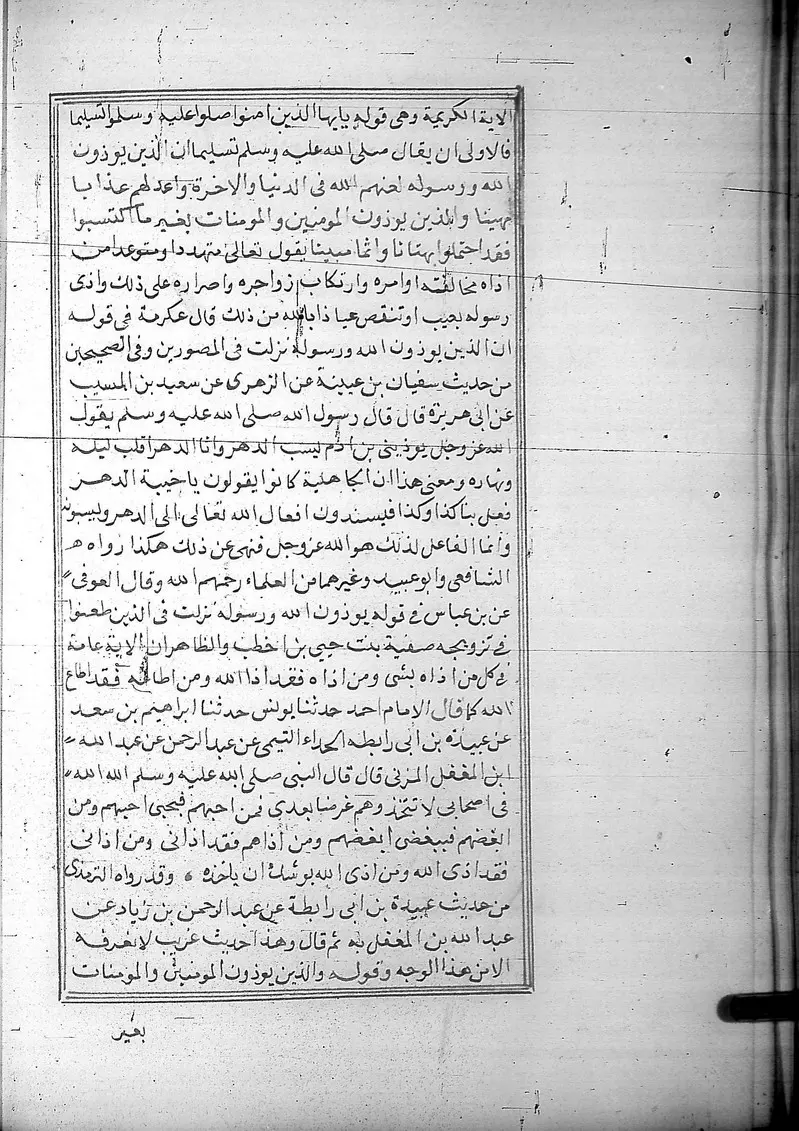 الاية الكريمة وهى قوله يايها الذين امنوا صلوا عليه وسلموا تسليما
فالاولى ان يقال صلى الله عليه وسلم تسليما ان الذين يوذون
الله ورسوله لعنهم الله فى الدنيا والاخرة واعد لهم عذابا
مهينا والذين يوذون المومنين والمومنات بغير ما اكتسبوا
فقد احتملوا بهتانا واثما مبينا يقول تعالى متهددا ومتوعدا من
اذاه مخالفته اوامره وارتكاب زواجره واصراره على ذلك واذى
رسوله بعيب او تنقص عياذا بالله من ذلك قال عكرمة فى قوله
ان الذين يوذون الله ورسوله نزلت فى المصورين وفى الصحيحين
من حديث سفيان بن عيينة عن الزهرى عن سعيد بن المسيب
عن ابى هريرة قال قال رسول الله صلى الله عليه وسلم يقول
الله عز وجل يوذينى بن ادم يسب الدهر وانا الدهر اقلب ليله
ونهاره ومعنى هذا ان الجاهلية كانوا يقولون يا خيبة الدهر
فعل بنا كذا وكذا فيسندون افعال الله تعالى الى الدهر ويسبونه
وانما الفاعل لذلك هو الله عز وجل فنهى عن ذلك هكذا رواه ه
الشافعى وابو عبيد وغيرهما من العلماء رحمهم الله وقال العوفى
عن بن عباس فى قوله يوذون الله ورسوله نزلت فى الذين طعنوا
فى تزويجه صفية بنت حيي بن اخطب والظاهر ان الاية عامة
فى كل من اذاه بشى ومن اذاه فقد اذا الله ومن اطاعه فقد اطاع
الله كما قال الامام احمد حدثنا يونس حدثنا ابراهيم بن سعد
عن عبيدة بن ابى رابطه الحداء التيمى عن عبد الرحمن عن عبد الله
ابن المغفل المزنى قال قال النبى صلى الله عليه وسلم الله الله
فى اصحابى لا تتخذوهم غرضا بعدى فمن احبهم فبحبى احبهم ومن
ابغضهم فببغضى ابغضهم ومن أذاهم فقد اذانى ومن اذانى
فقد اذى الله ومن اذى الله يوشك ان ياخذه وقد رواه الترمذى
من حديث عبيدة بن ابى رابطة عن عبد الرحمن بن زياد عن
عبد الله بن المغفل به ثم قال وهذا حديث غريب لا نعرفه
الا من هذا الوجه وقوله والذين يوذون المومنين والمومنات
بغير